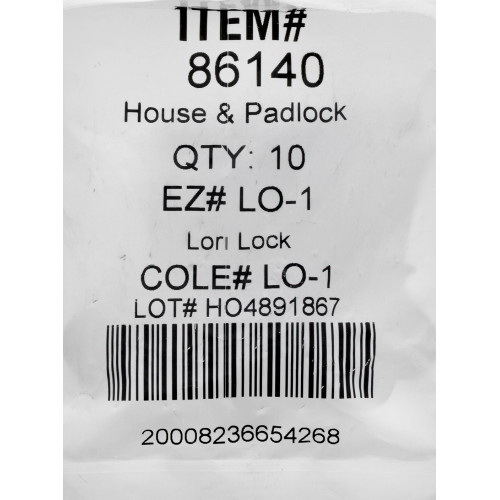 ITEM#
86140
House & Padlock
QTY: 10
EZ# LO-1
Lori Lock
COLE# LO-1
LOT# HO4891867
20008236654268